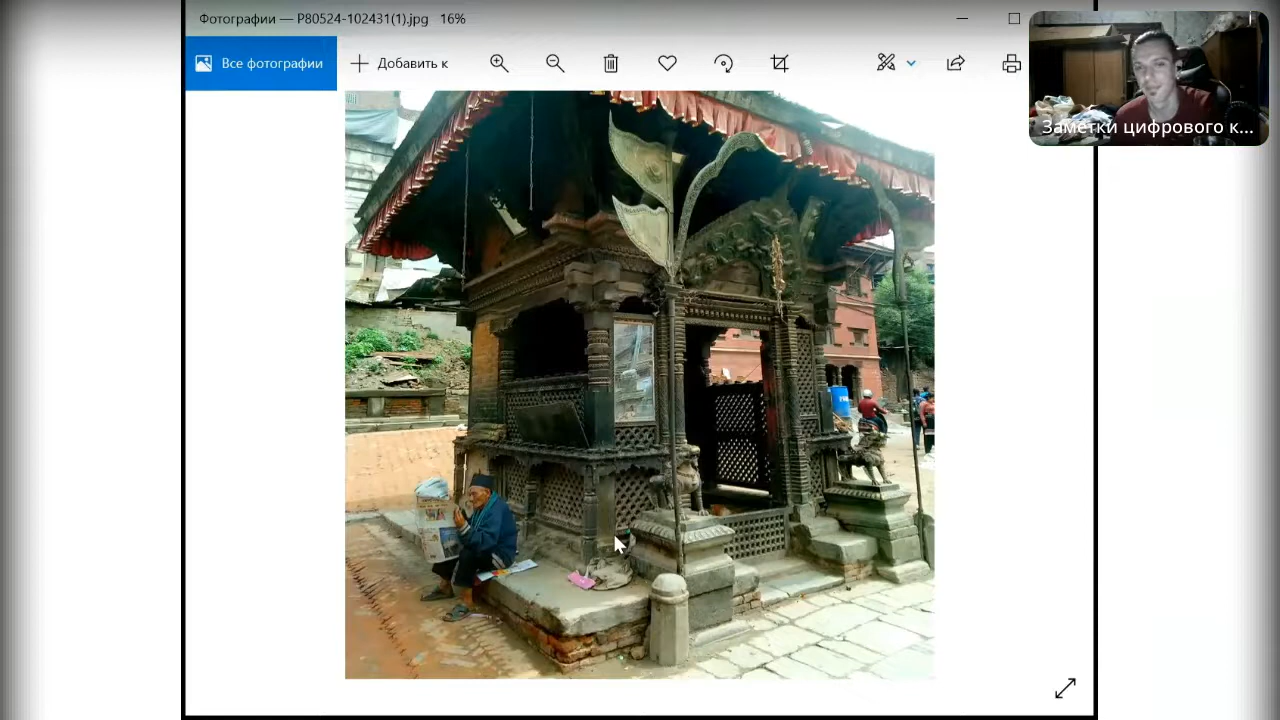 Фотографии — P80524-102431(1).jpg   16%
Все фотографии
Добавить к
Заметки цифрового к...